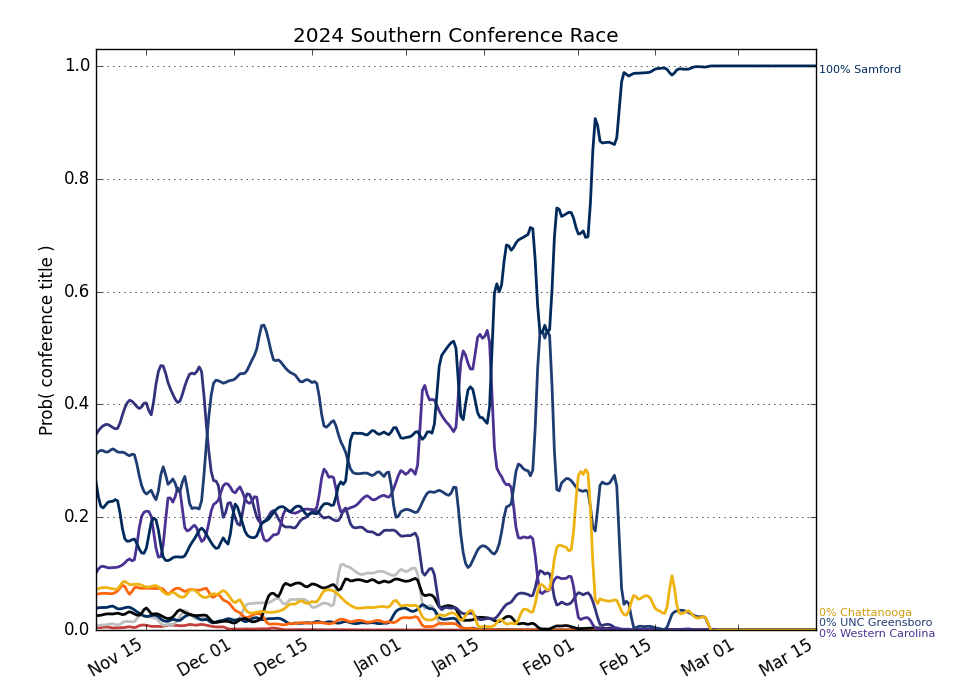 2024 Southern Conference Race
Prob( conference title )
1.0
0.8
0.6
0.4
0.2
0.0
100% Samford
0% Chattanooga
0% UNC Greensboro
0% Western Carolina
Nov 15
Dec 01
Dec 15
Jan 01
Jan 15
Feb 01
Feb 15
Mar 01
Mar 15